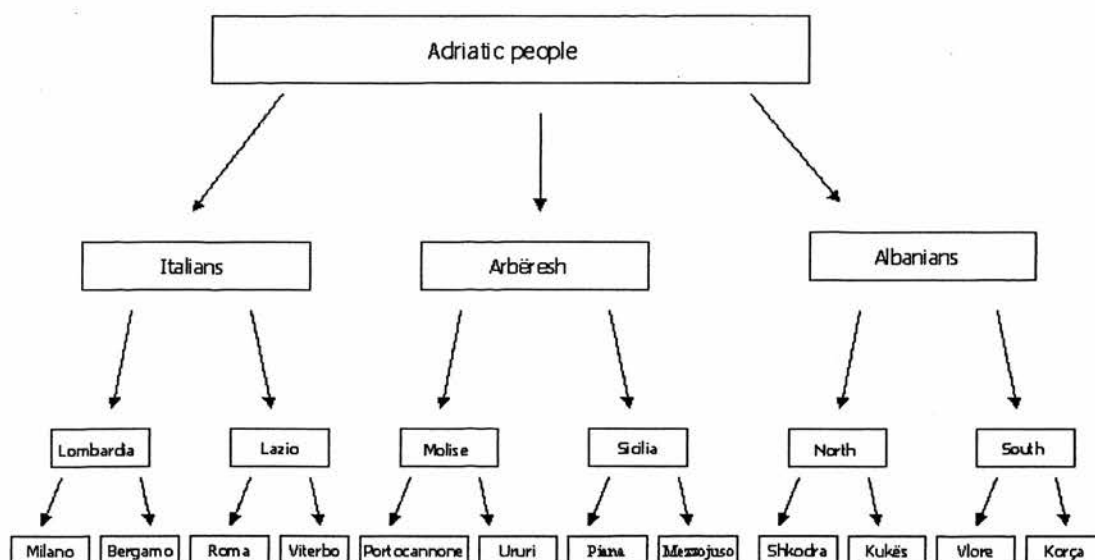 Adriatic people
Italians
Arbëresh
Albanians
Lombardia
Lazio
Molise
Sicilia
North
South
Milano
Bergamo
Roma
Viterbo
Portocannone
Ururi
Piana
Mezzojuso
Shkodra
Kukës
Vlore
Korça